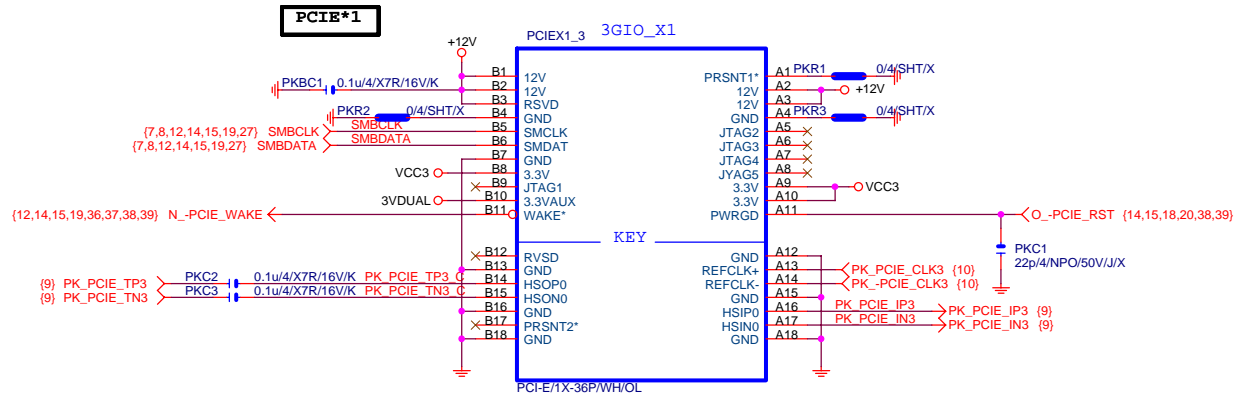 PCIE*1
PCIEX1_3 3GIO_X1
+12V
PKBC1 0.1u/4/X7R/16V/K B1 12V PRSNT1* A1 PKR1 0/4/SHT/X
B2 12V 12V A2 +12V
B3 RSVD 12V A3
PKR2 0/4/SHT/X B4 GND GND A4 PKR3 0/4/SHT/X
{7,8,12,14,15,19,27} SMBCLK SMBCLK B5 SMCLK JTAG2 A5
{7,8,12,14,15,19,27} SMBDATA SMBDATA B6 SMDAT JTAG3 A6
B7 GND JTAG4 A7
VCC3 B8 3.3V JYAG5 A8
B9 JTAG1 3.3V A9 VCC3
3VDUAL B10 3.3VAUX 3.3V A10
{12,14,15,19,36,37,38,39} N_-PCIE_WAKE B11 WAKE* PWRGD A11 O_-PCIE_RST {14,15,18,20,38,39}
KEY
PKC1
22p/4/NPO/50V/J/X
B12 RVSD GND A12
B13 GND REFCLK+ A13 PK_PCIE_CLK3 {10}
{9} PK_PCIE_TP3 PKC2 0.1u/4/X7R/16V/K PK_PCIE_TP3_C B14 HSOP0 REFCLK- A14 PK_-PCIE_CLK3 {10}
{9} PK_PCIE_TN3 PKC3 0.1u/4/X7R/16V/K PK_PCIE_TN3_C B15 HSON0 GND A15
B16 GND HSIP0 A16 PK_PCIE_IP3 PK_PCIE_IP3 {9}
B17 PRSNT2* HSIN0 A17 PK_PCIE_IN3 PK_PCIE_IN3 {9}
B18 GND GND A18
PCI-E/1X-36P/WH/OL